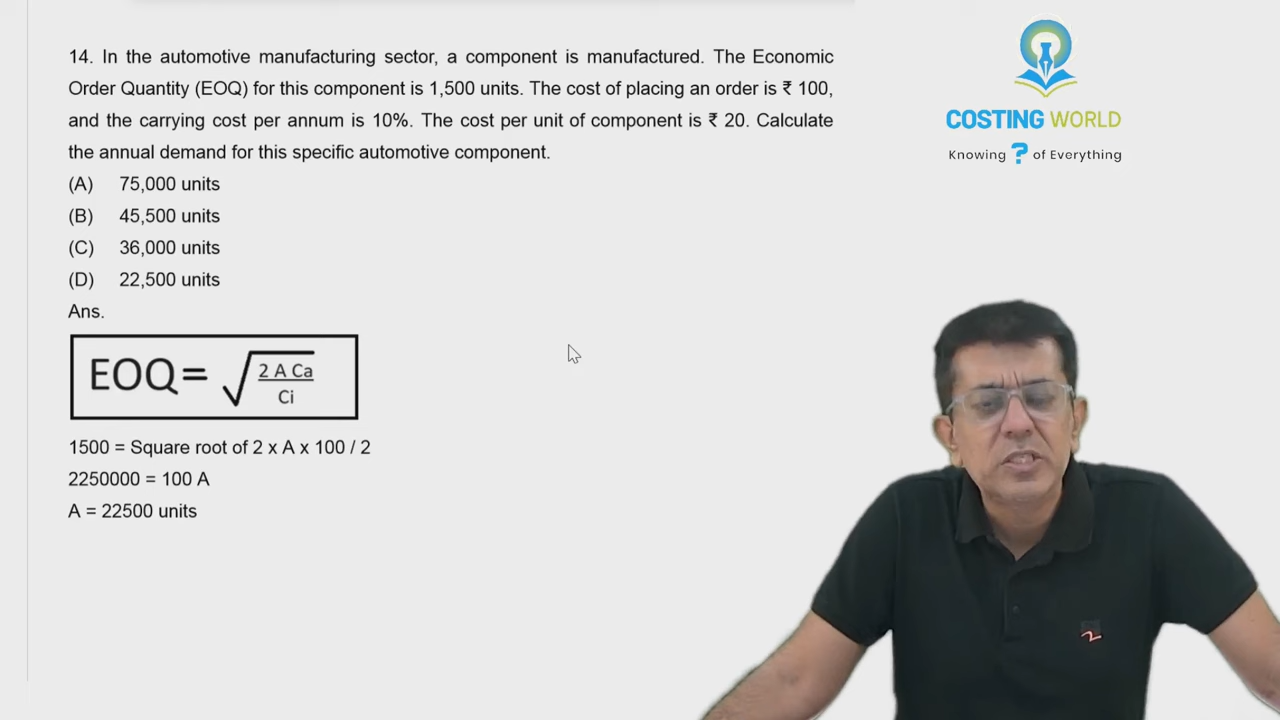 14. In the automotive manufacturing sector, a component is manufactured. The Economic
Order Quantity (EOQ) for this component is 1,500 units. The cost of placing an order is ₹ 100,
and the carrying cost per annum is 10%. The cost per unit of component is ₹ 20. Calculate
the annual demand for this specific automotive component.
(A) 75,000 units
(B) 45,500 units
(C) 36,000 units
(D) 22,500 units
Ans.
EOQ= √ 2 A Ca
Ci
1500 = Square root of 2 x A x 100 / 2
2250000 = 100 A
A = 22500 units
COSTING WORLD
Knowing ? of Everything